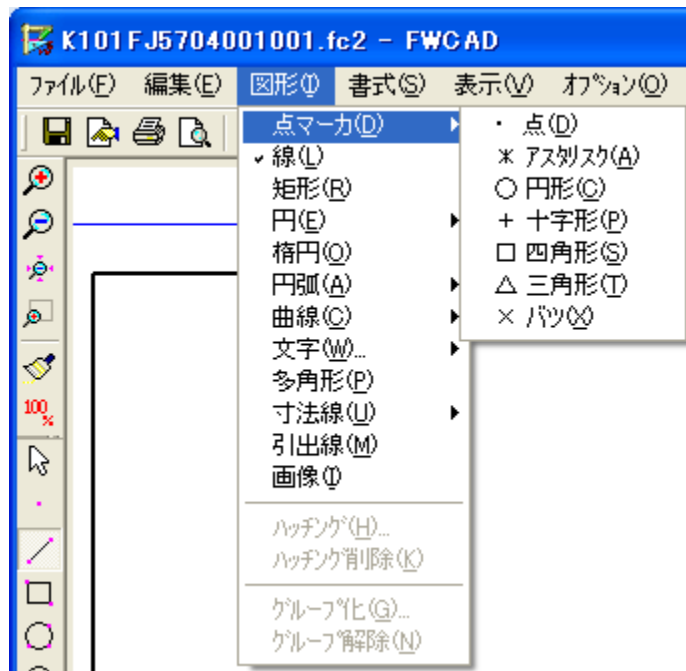 K101FJ5704001001.fc2 - FWCAD
ﾌｧｲﾙ(F) 編集(E) 図形(I) 書式(S) 表示(V) ｵﾌﾟｼｮﾝ(O)
点マーカ(D)
線(L)
矩形(R)
円(E)
楕円(O)
円弧(A)
曲線(C)
文字(W)...
多角形(P)
寸法線(U)
引出線(M)
画像(I)
ﾊｯﾁﾝｸﾞ(H)...
ﾊｯﾁﾝｸﾞ削除(K)
ｸﾞﾙｰﾌﾟ化(G)...
ｸﾞﾙｰﾌﾟ解除(N)
点(D)
ｱｽﾀﾘｽｸ(A)
円形(C)
十字形(P)
四角形(S)
三角形(T)
バツ(X)
100%